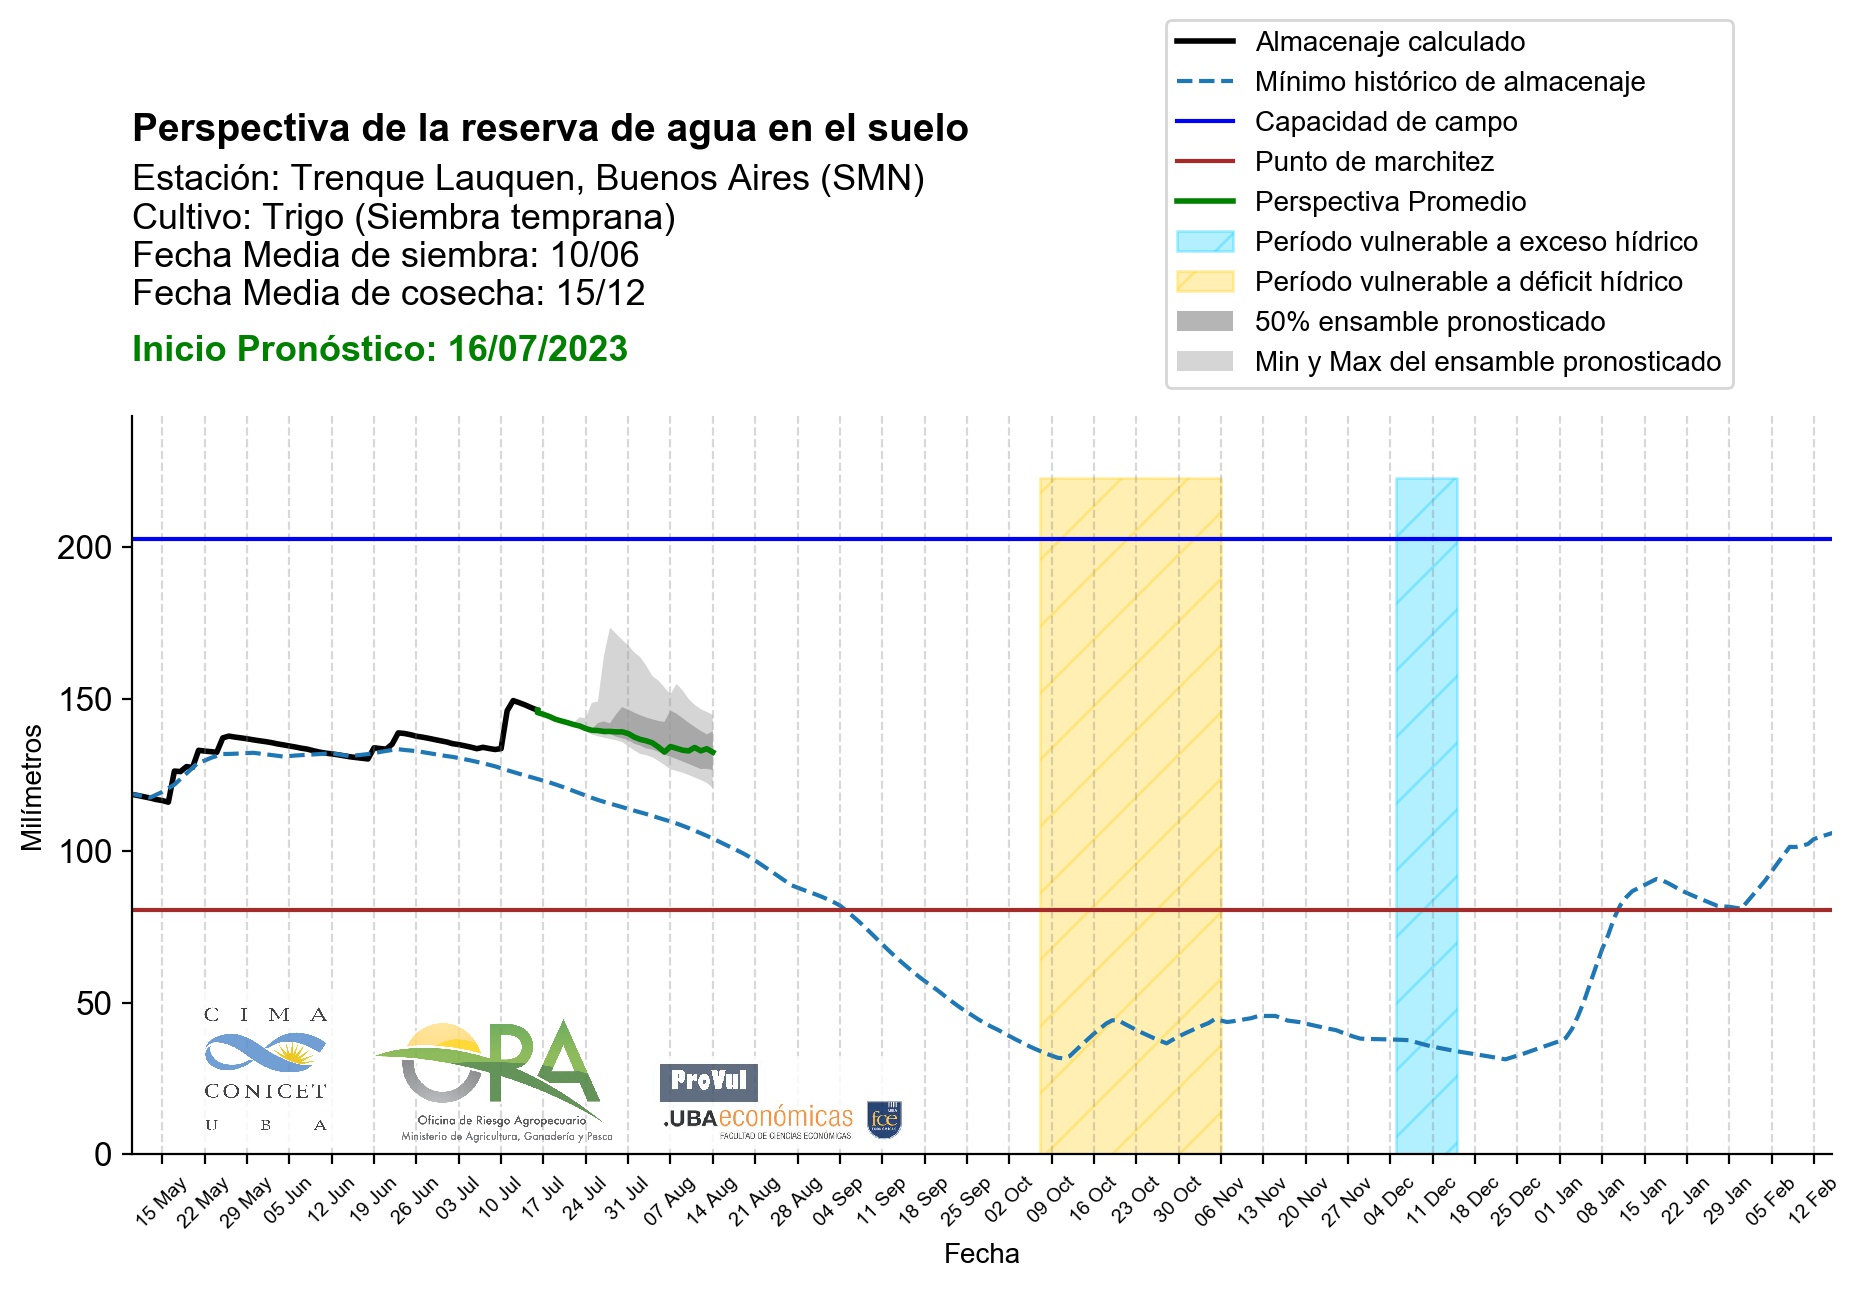 Almacenaje calculado
Mínimo histórico de almacenaje
Capacidad de campo
Punto de marchitez
Perspectiva Promedio
Período vulnerable a exceso hídrico
Período vulnerable a déficit hídrico
50% ensamble pronosticado
Min y Max del ensamble pronosticado
Perspectiva de la reserva de agua en el suelo
Estación: Trenque Lauquen, Buenos Aires (SMN)
Cultivo: Trigo (Siembra temprana)
Fecha Media de siembra: 10/06
Fecha Media de cosecha: 15/12
Inicio Pronóstico: 16/07/2023
Milímetros
200
150
100
50
0
CIMA
CONICET
UBA
ORA
Oficina de Riesgo Agropecuario
Ministerio de Agricultura, Ganadería y Pesca
ProVul
.UBAeconómicas
FACULTAD DE CIENCIAS ECONÓMICAS
UBA
fce
ECONÓMICAS
15 May
22 May
29 May
05 Jun
12 Jun
19 Jun
26 Jun
03 Jul
10 Jul
17 Jul
24 Jul
31 Jul
07 Aug
14 Aug
21 Aug
28 Aug
04 Sep
11 Sep
18 Sep
25 Sep
02 Oct
09 Oct
16 Oct
23 Oct
30 Oct
06 Nov
13 Nov
20 Nov
27 Nov
04 Dec
11 Dec
18 Dec
25 Dec
01 Jan
08 Jan
15 Jan
22 Jan
29 Jan
05 Feb
12 Feb
Fecha